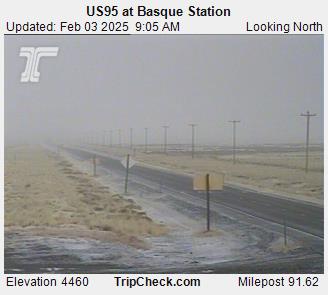 US95 at Basque Station
Updated: Feb 03 2025 9:05 AM Looking North
Elevation 4460 TripCheck.com Milepost 91.62